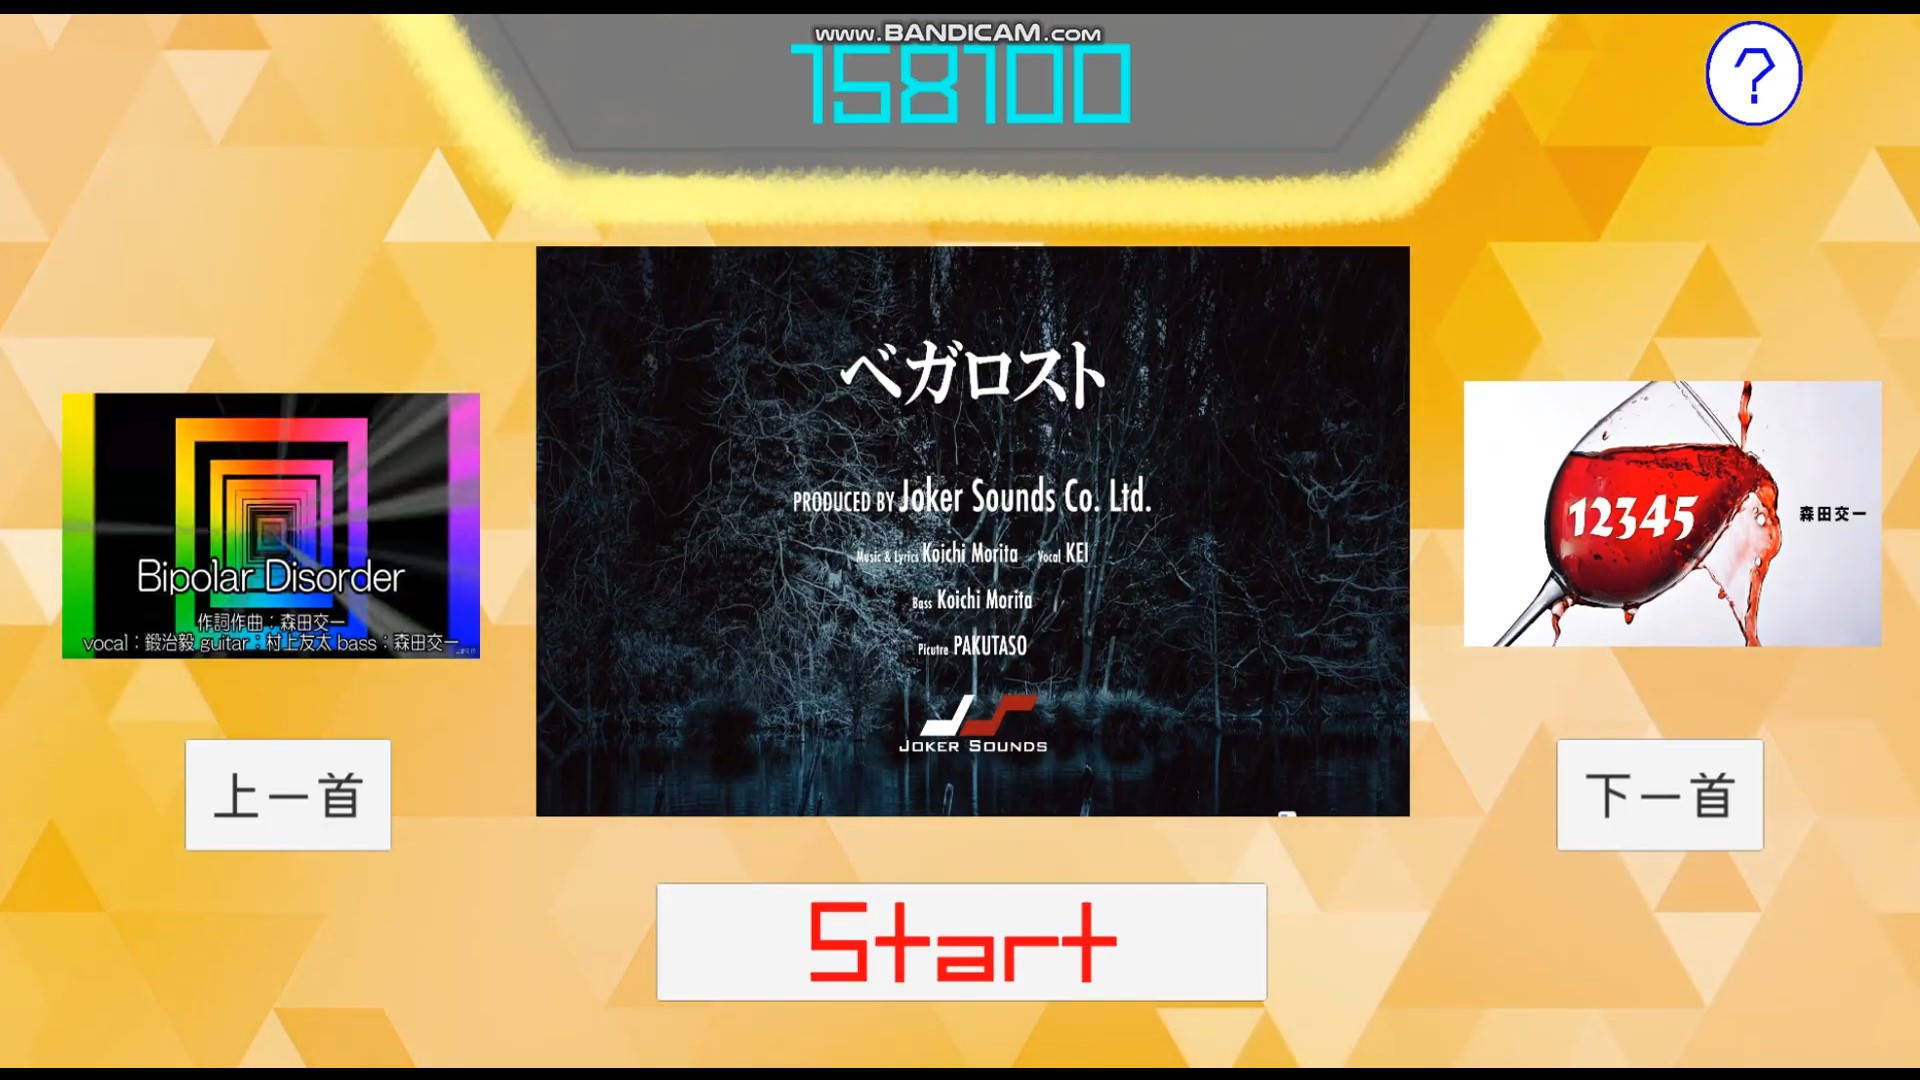 www.BANDICAM.com
158100
?
ベガロスト
PRODUCED BY Joker Sounds Co. Ltd.
Music & Lyrics Koichi Morita Vocal KEI
Bass Koichi Morita
Picutre PAKUTASO
JOKER SOUNDS
Bipolar Disorder
作詞作曲：森田交一
vocal：鍛治毅 guitar：村上友太 bass：森田交一
12345
森田交一
上一首
下一首
Start